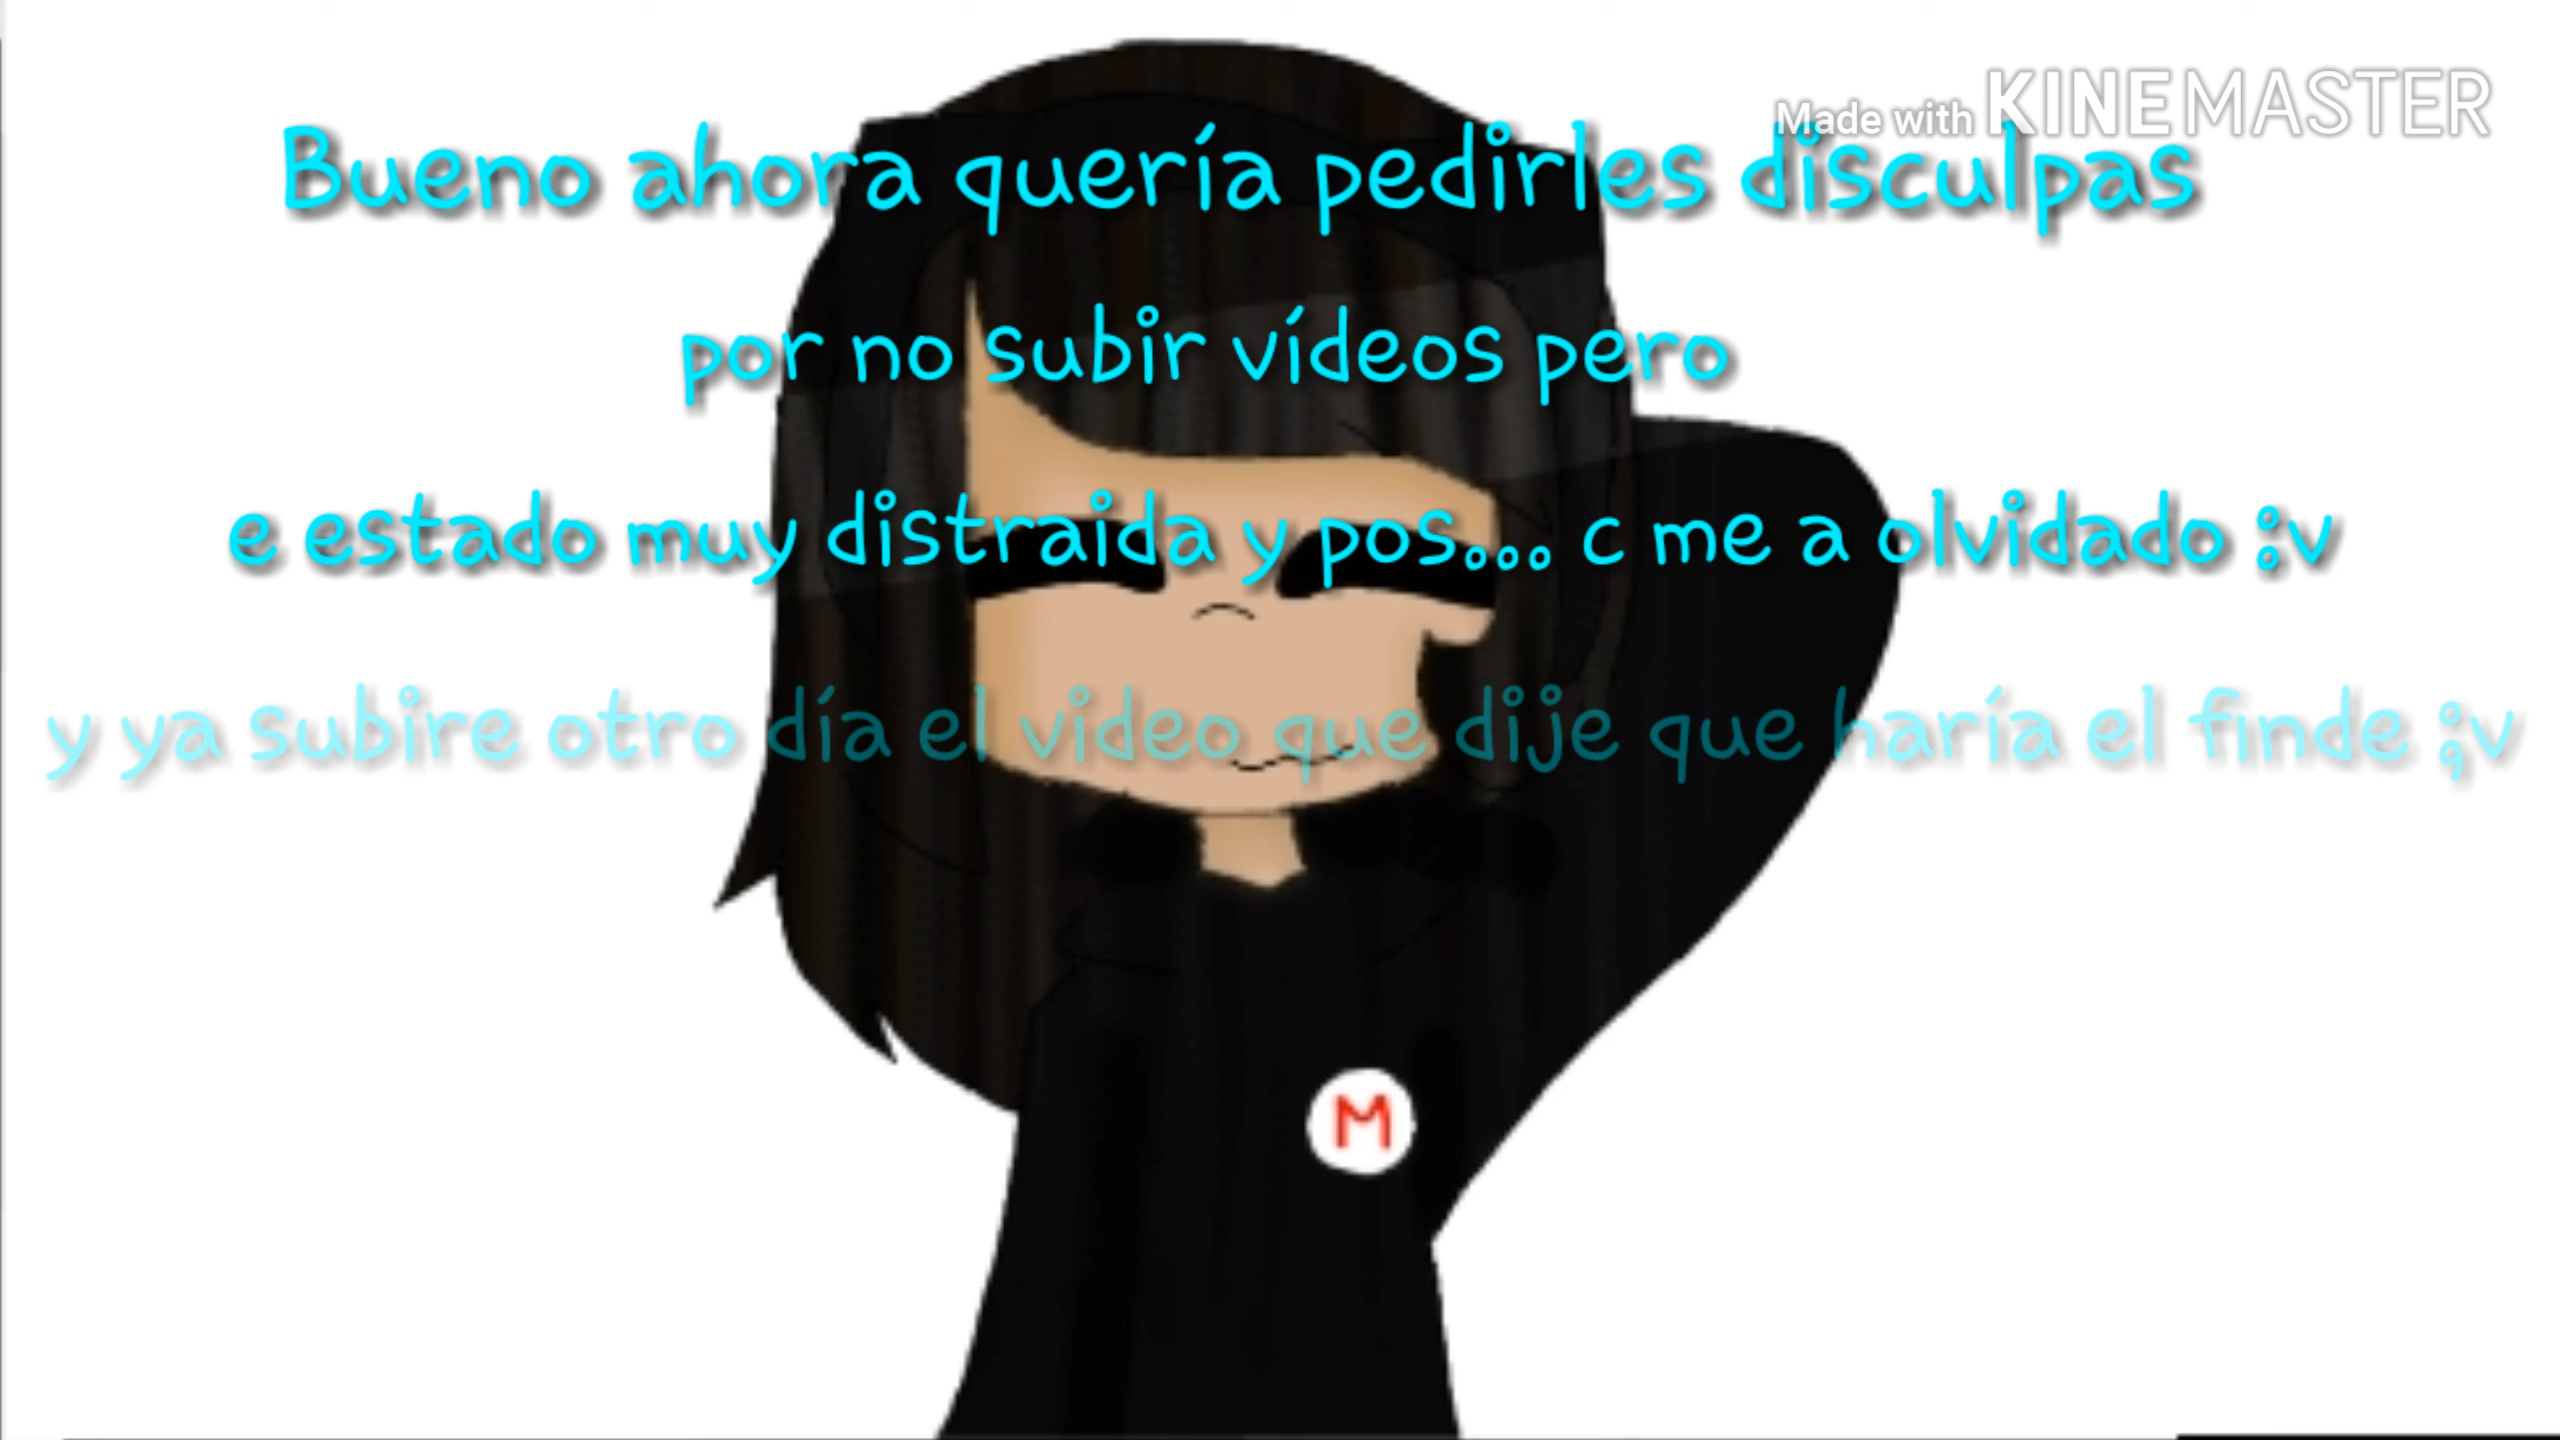 Made with KINEMASTER
Bueno ahora quería pedirles disculpas
por no subir vídeos pero
e estado muy distraida y pos... c me a olvidado :v
y ya subire otro día el video que dije que haría el finde ;v
M